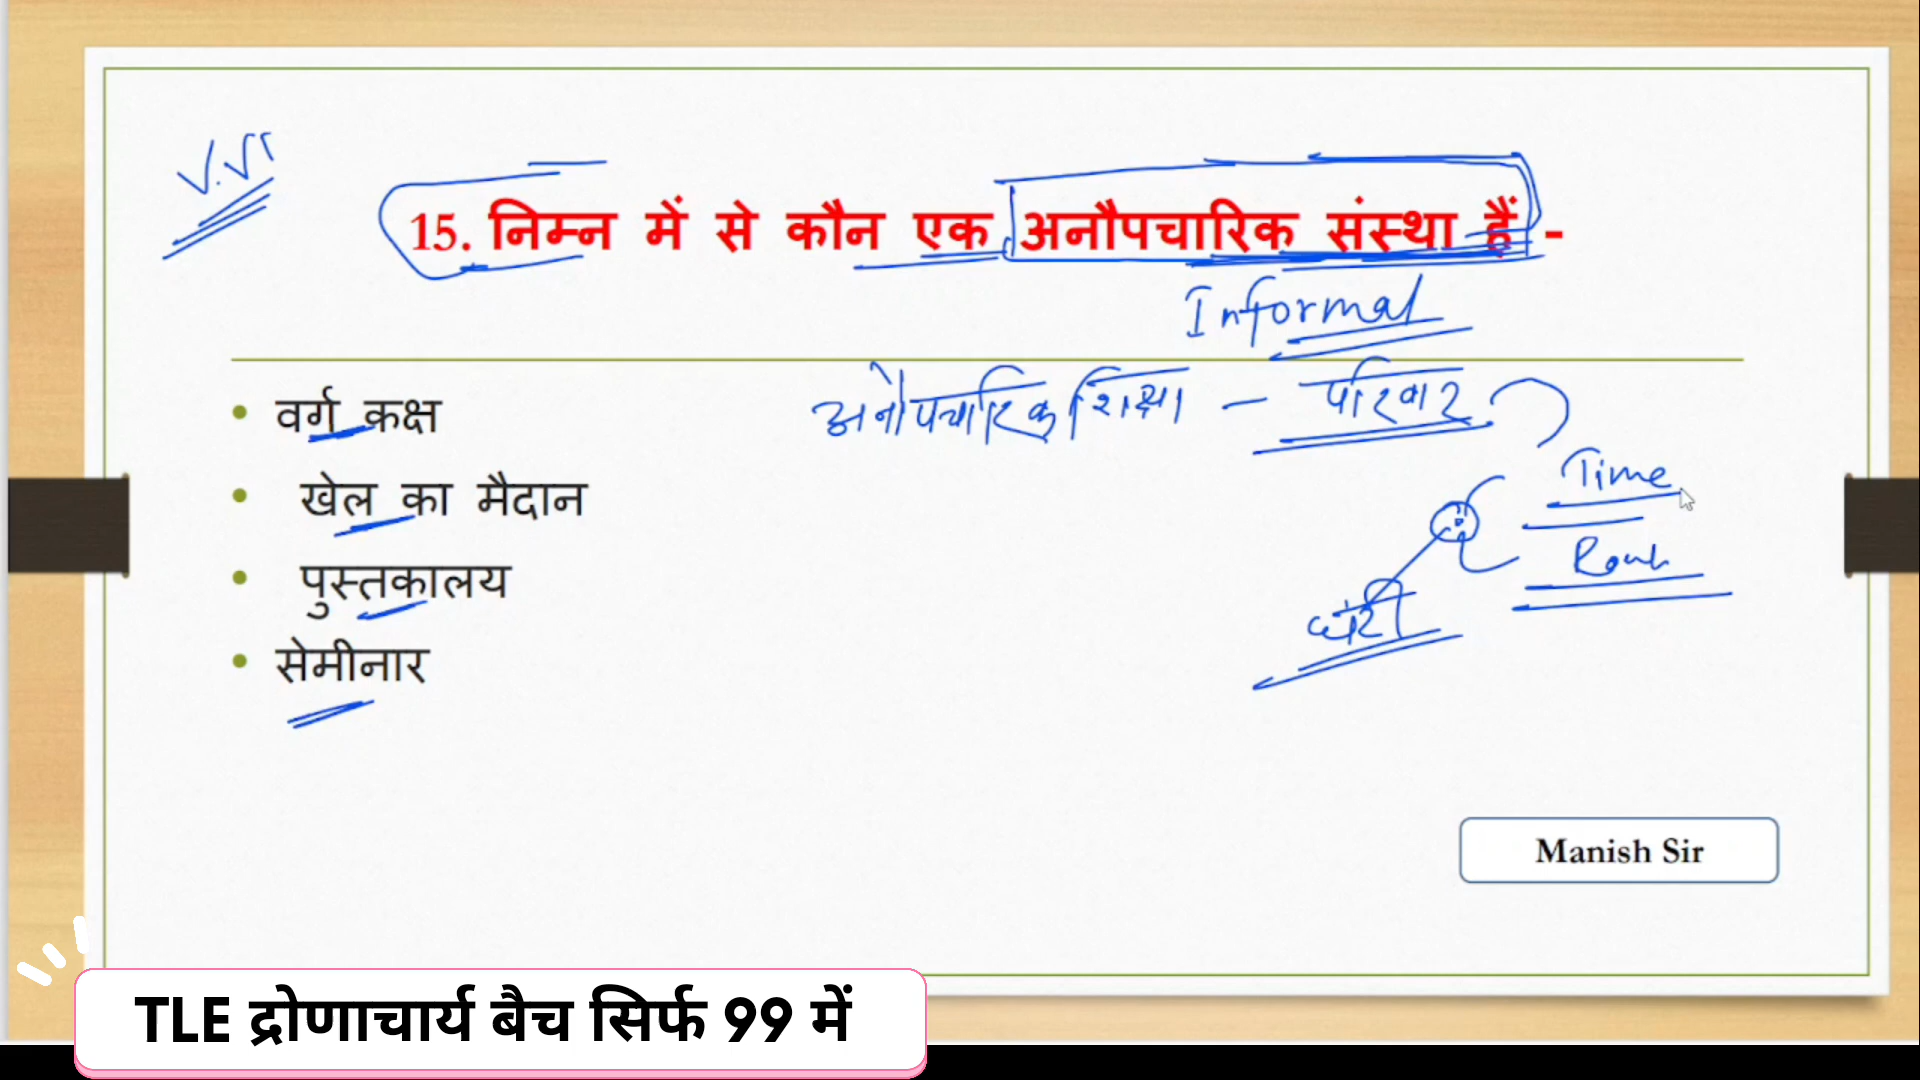 V.VI
15. निम्न में से कौन एक अनौपचारिक संस्था हैं -
Informal
अनौपचारिक शिक्षा - परिवार
• वर्ग कक्ष
Time
• खेल का मैदान
• पुस्तकालय
चोरी
• सेमीनार
Manish Sir
TLE द्रोणाचार्य बैच सिर्फ 99 में